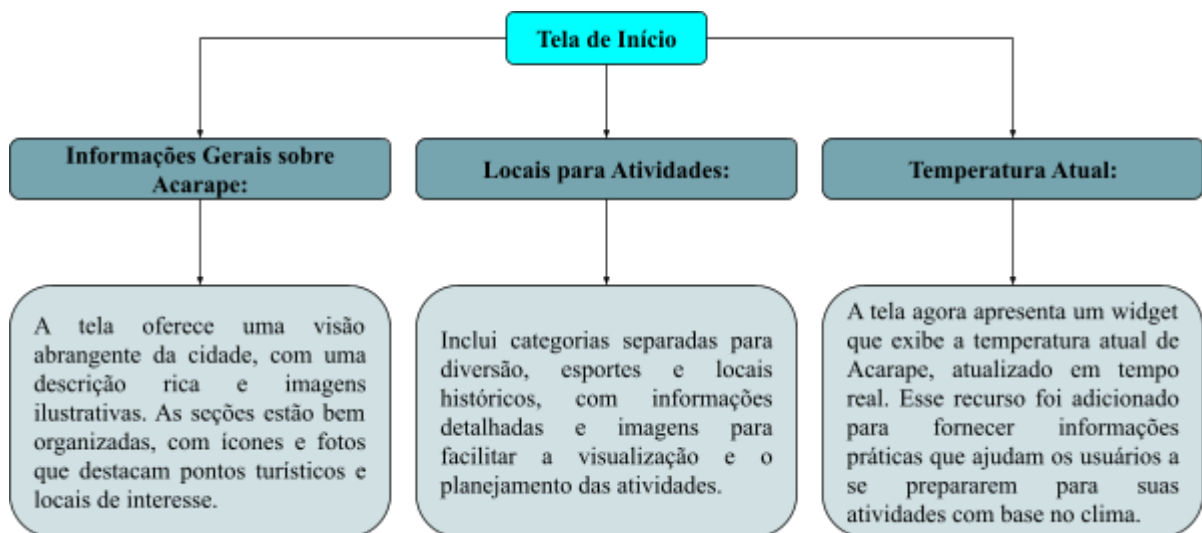 Tela de Início
Informações Gerais sobre
Acarape:
Locais para Atividades:
Temperatura Atual:
A tela oferece uma visão
abrangente da cidade, com uma
descrição rica e imagens
ilustrativas. As seções estão bem
organizadas, com ícones e fotos
que destacam pontos turísticos e
locais de interesse.
Inclui categorias separadas para
diversão, esportes e locais
históricos, com informações
detalhadas e imagens para
facilitar a visualização e o
planejamento das atividades.
A tela agora apresenta um widget
que exibe a temperatura atual de
Acarape, atualizado em tempo
real. Esse recurso foi adicionado
para fornecer informações
práticas que ajudam os usuários a
se prepararem para suas
atividades com base no clima.